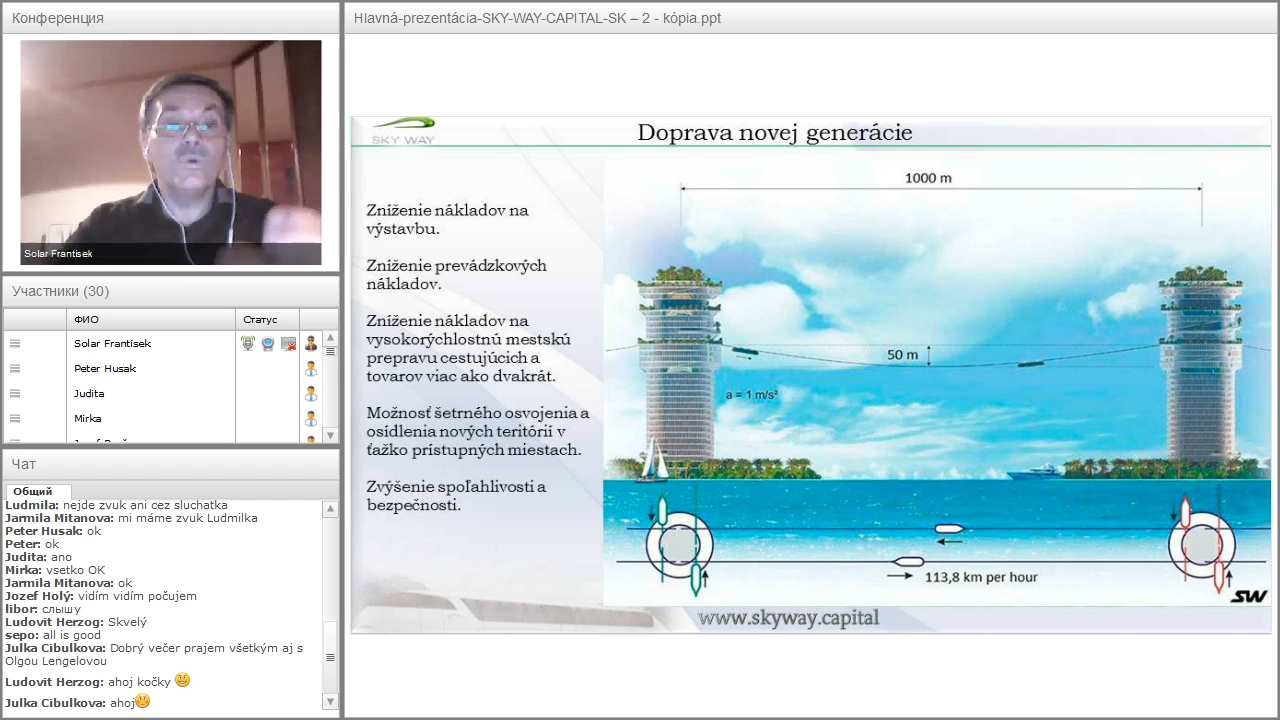 Конференция
Solar Frantisek
Участники (30)
ФИО
Статус
Solar Frantisek
Peter Husak
Judita
Mirka
Чат
Общий
Ludmila: nejde zvuk ani cez sluchatka
Jarmila Mitanova: mi máme zvuk Ludmilka
Peter Husak: ok
Peter: ok
Judita: ano
Mirka: vsetko OK
Jarmila Mitanova: ok
Jozef Holý: vidím vidím počujem
libor: слышу
Ludovit Herzog: Skvělý
sepo: all is good
Julka Cibulkova: Dobrý večer prajem všetkým aj s
Olgou Lengelovou
Ludovit Herzog: ahoj kočky
Julka Cibulkova: ahoj
Hlavná-prezentácia-SKY-WAY-CAPITAL-SK – 2 - kópia.ppt
SKY WAY
Doprava novej generácie
Zníženie nákladov na
výstavbu.
Zníženie prevádzkových
nákladov.
Zníženie nákladov na
vysokorýchlostnú mestskú
prepravu cestujúcich a
tovarov viac ako dvakrát.
Možnosť šetrného osvojenia a
osídlenia nových teritórií v
ťažko prístupných miestach.
Zvýšenie spoľahlivosti a
bezpečnosti.
1000 m
50 m
a = 1 m/s²
113,8 km per hour
SW
www.skyway.capital